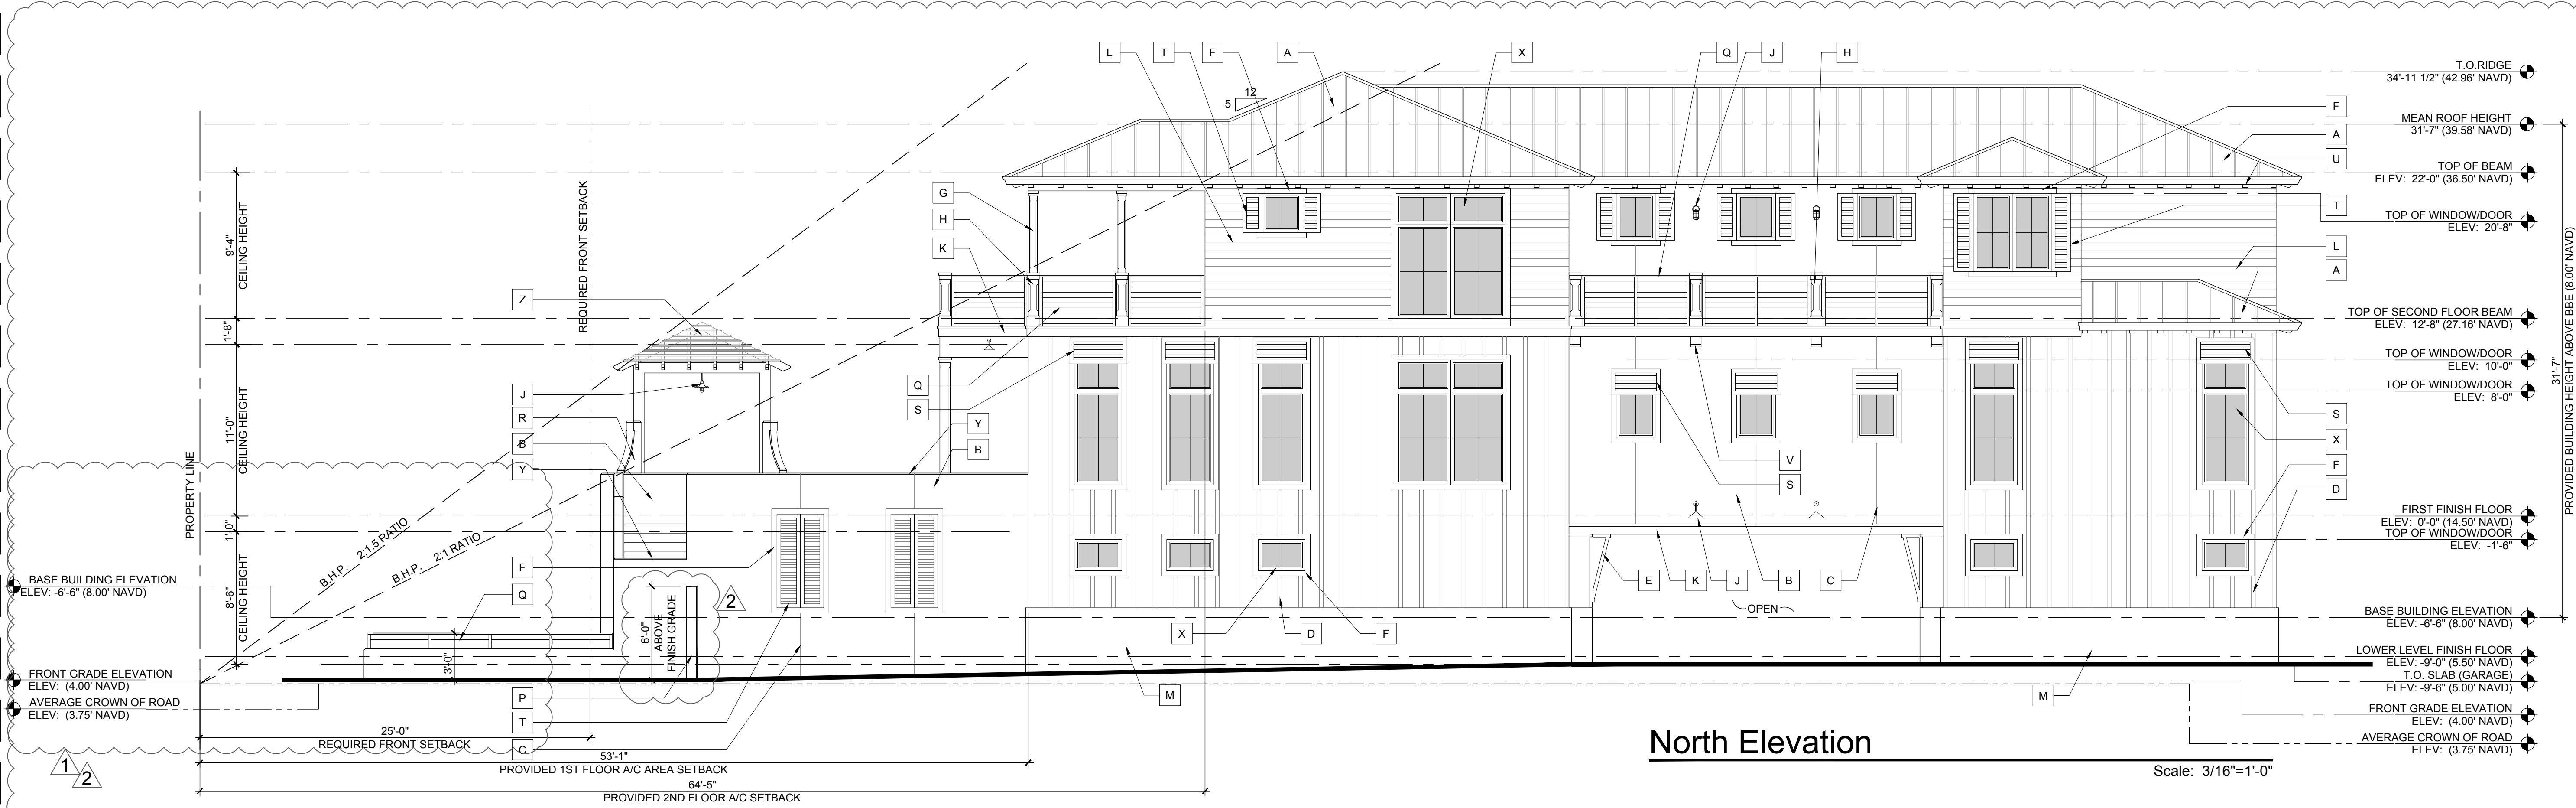 L
T
F
A
X
Q
J
H
T.O.RIDGE
34'-11 1/2" (42.96' NAVD)
12
5
F
MEAN ROOF HEIGHT
31'-7" (39.58' NAVD)
A
U
TOP OF BEAM
ELEV: 22'-0" (36.50' NAVD)
G
H
K
T
TOP OF WINDOW/DOOR
ELEV: 20'-8"
L
A
9'-4"
CEILING HEIGHT
REQUIRED FRONT SETBACK
Z
1'-8"
TOP OF SECOND FLOOR BEAM
ELEV: 12'-8" (27.16' NAVD)
TOP OF WINDOW/DOOR
ELEV: 10'-0"
TOP OF WINDOW/DOOR
ELEV: 8'-0"
31'-7"
PROVIDED BUILDING HEIGHT ABOVE BBE (8.00' NAVD)
Q
S
J
R
B
Y
Y
B
11'-0"
CEILING HEIGHT
PROPERTY LINE
V
S
S
X
F
D
FIRST FINISH FLOOR
ELEV: 0'-0" (14.50' NAVD)
TOP OF WINDOW/DOOR
ELEV: -1'-6"
1'-0"
8'-6"
CEILING HEIGHT
B.H.P. 2:1.5 RATIO
B.H.P. 2:1 RATIO
BASE BUILDING ELEVATION
ELEV: -6'-6" (8.00' NAVD)
F
Q
E
K
J
B
C
OPEN
6'-0"
ABOVE
FINISH GRADE
2
X
D
F
BASE BUILDING ELEVATION
ELEV: -6'-6" (8.00' NAVD)
3'-0"
LOWER LEVEL FINISH FLOOR
ELEV: -9'-0" (5.50' NAVD)
T.O. SLAB (GARAGE)
ELEV: -9'-6" (5.00' NAVD)
FRONT GRADE ELEVATION
ELEV: (4.00' NAVD)
AVERAGE CROWN OF ROAD
ELEV: (3.75' NAVD)
P
T
C
M
M
FRONT GRADE ELEVATION
ELEV: (4.00' NAVD)
AVERAGE CROWN OF ROAD
ELEV: (3.75' NAVD)
25'-0"
REQUIRED FRONT SETBACK
53'-1"
PROVIDED 1ST FLOOR A/C AREA SETBACK
64'-5"
PROVIDED 2ND FLOOR A/C SETBACK
1
2
North Elevation
Scale: 3/16"=1'-0"